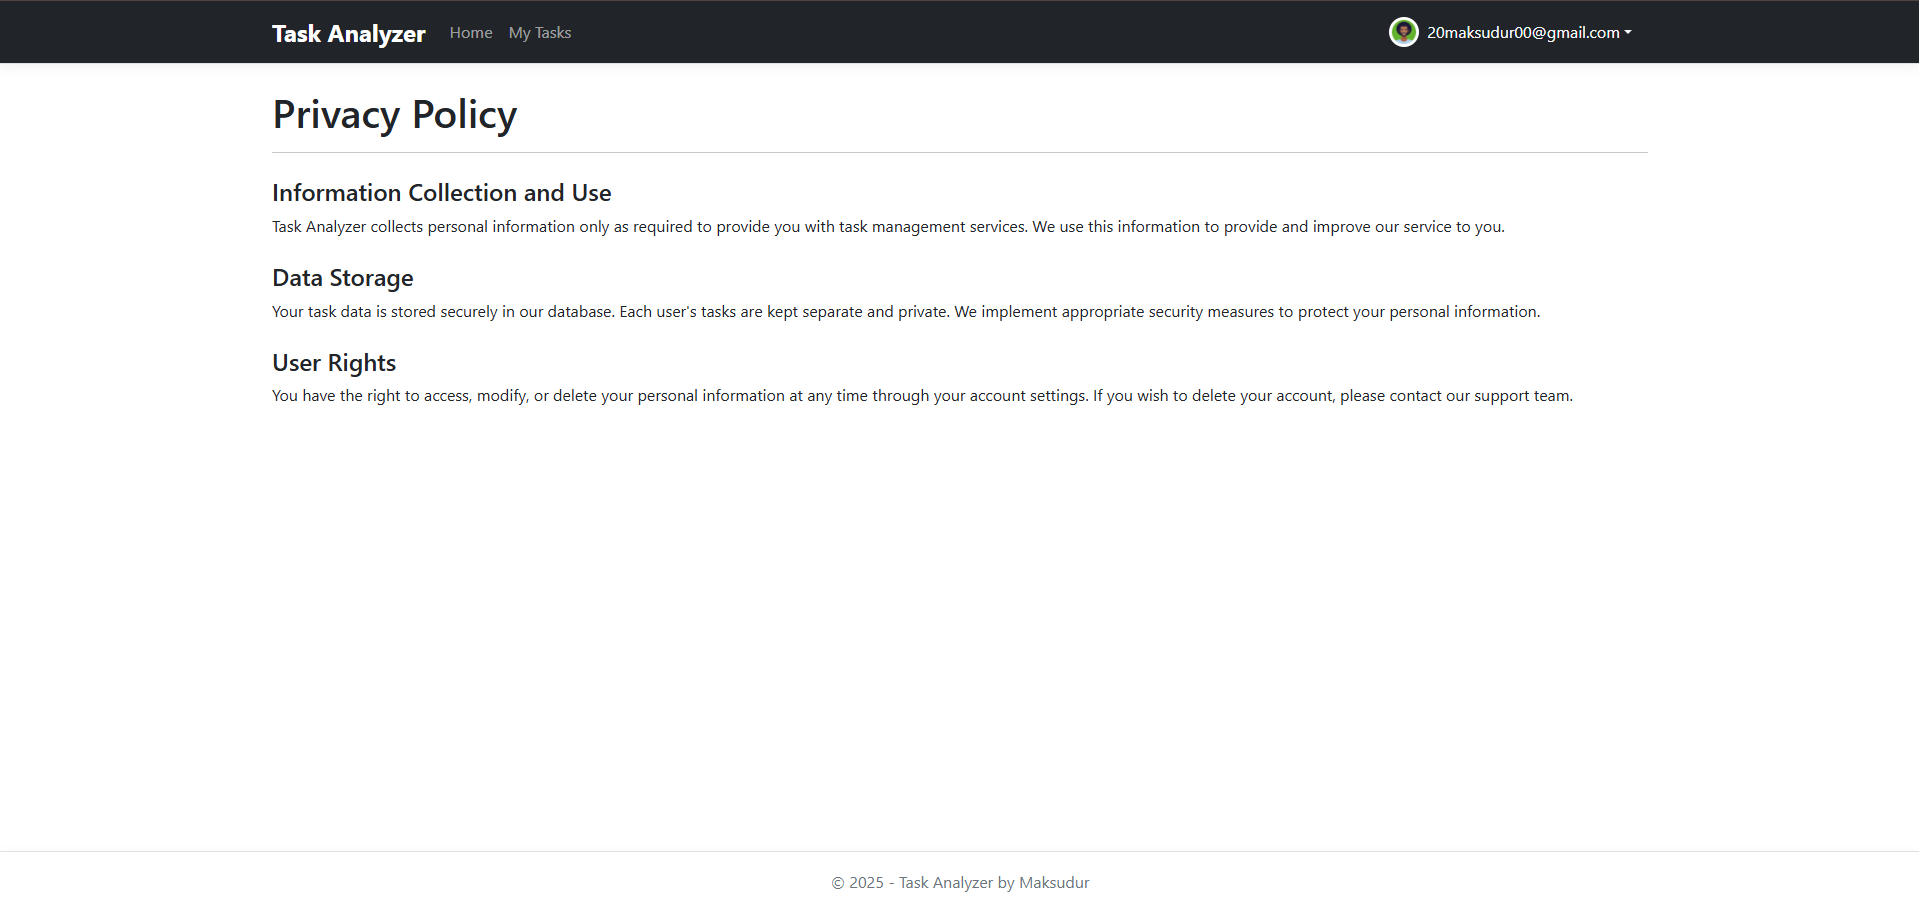 Task Analyzer Home My Tasks 20maksudur00@gmail.com
Privacy Policy
Information Collection and Use
Task Analyzer collects personal information only as required to provide you with task management services. We use this information to provide and improve our service to you.
Data Storage
Your task data is stored securely in our database. Each user's tasks are kept separate and private. We implement appropriate security measures to protect your personal information.
User Rights
You have the right to access, modify, or delete your personal information at any time through your account settings. If you wish to delete your account, please contact our support team.
© 2025 - Task Analyzer by Maksudur